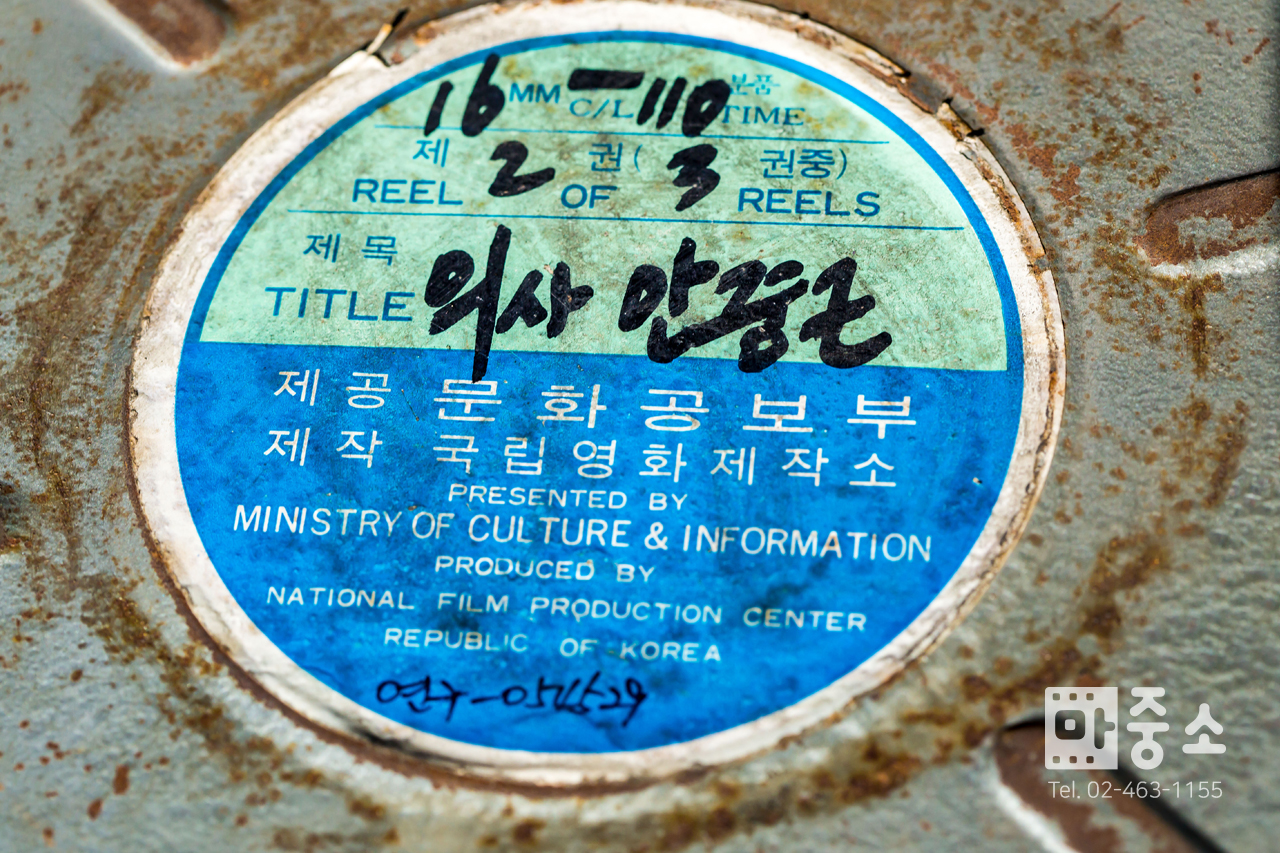 16 MM C/L - 110 분품 TIME
제 2 권( 3 권중)
REEL OF REELS
제목
TITLE 의사 안중근
제공 문화공보부
제작 국립영화제작소
PRESENTED BY
MINISTRY OF CULTURE & INFORMATION
PRODUCED BY
NATIONAL FILM PRODUCTION CENTER
REPUBLIC OF KOREA
마중소
Tel. 02-463-1155